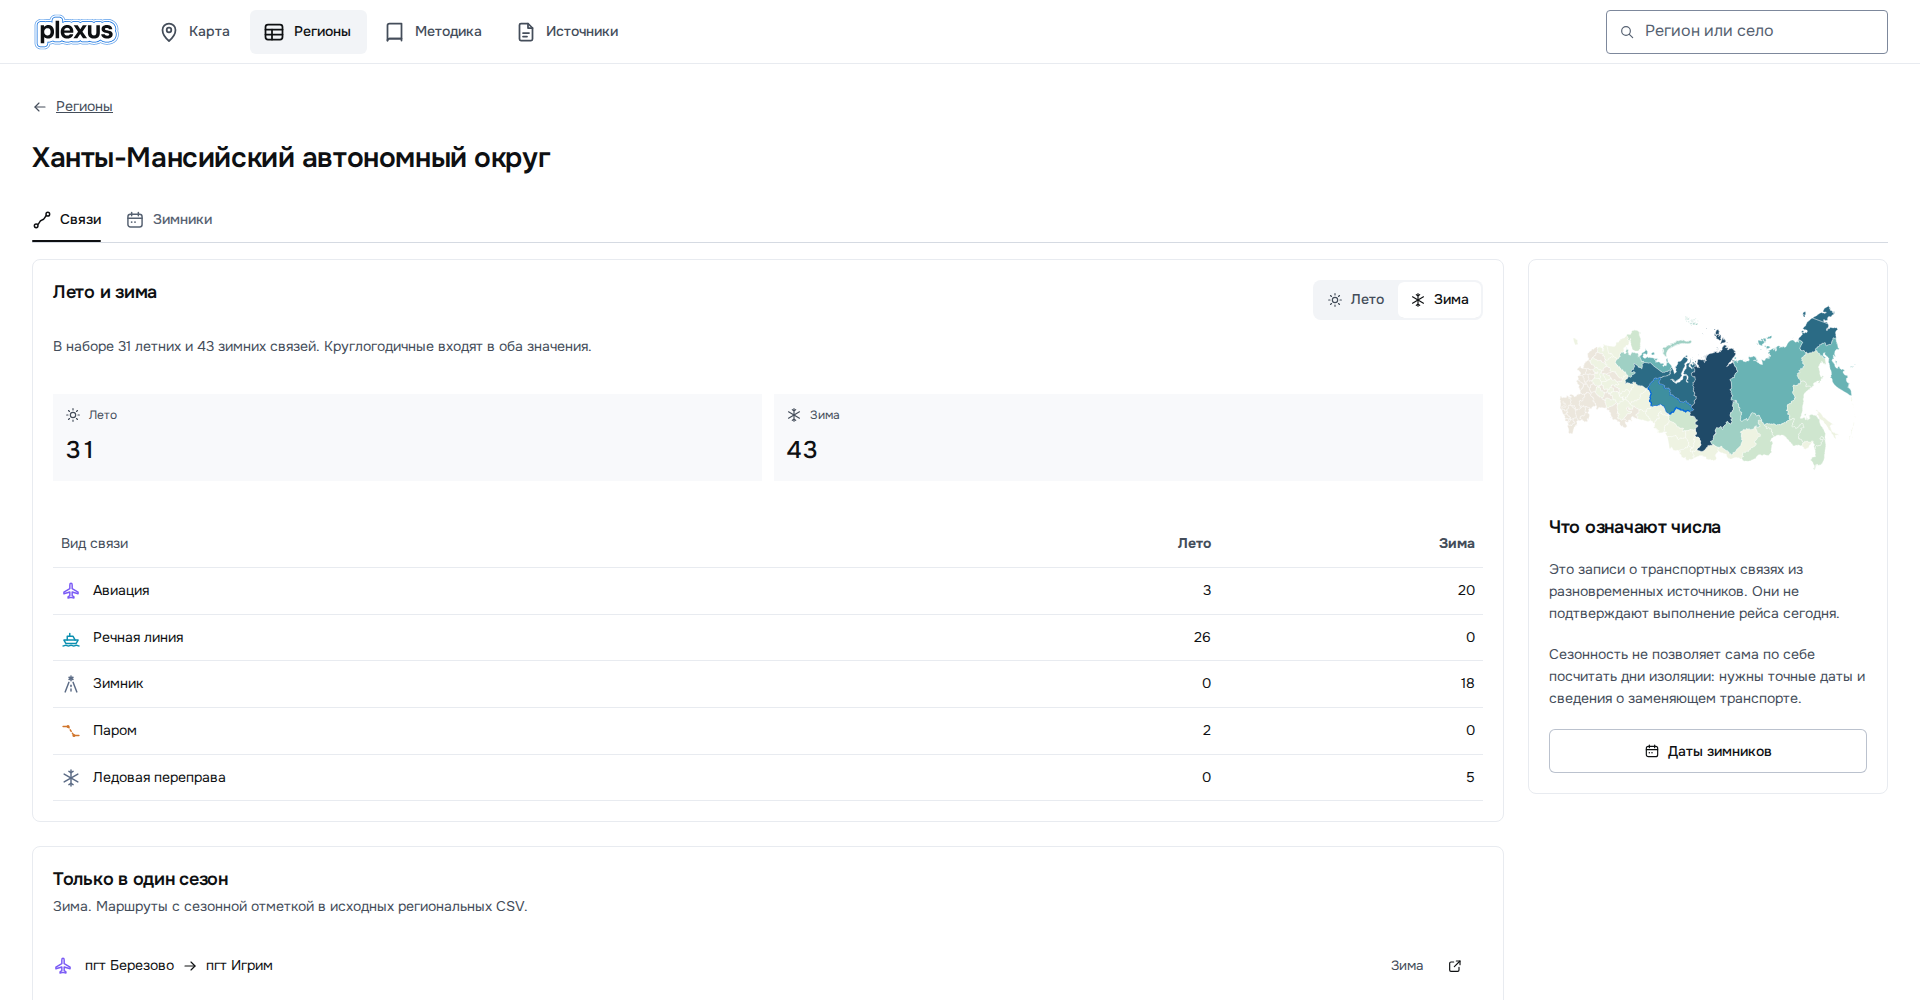 plexus
Карта
Регионы
Методика
Источники
Регион или село
Регионы
Ханты-Мансийский автономный округ
Связи
Зимники
Лето и зима
Лето
Зима
В наборе 31 летних и 43 зимних связей. Круглогодичные входят в оба значения.
Лето
31
Зима
43
Вид связи Лето Зима
Авиация 3 20
Речная линия 26 0
Зимник 0 18
Паром 2 0
Ледовая переправа 0 5
Что означают числа
Это записи о транспортных связях из
разновременных источников. Они не
подтверждают выполнение рейса сегодня.
Сезонность не позволяет сама по себе
посчитать дни изоляции: нужны точные даты и
сведения о заменяющем транспорте.
Даты зимников
Только в один сезон
Зима. Маршруты с сезонной отметкой в исходных региональных CSV.
пгт Березово → пгт Игрим Зима